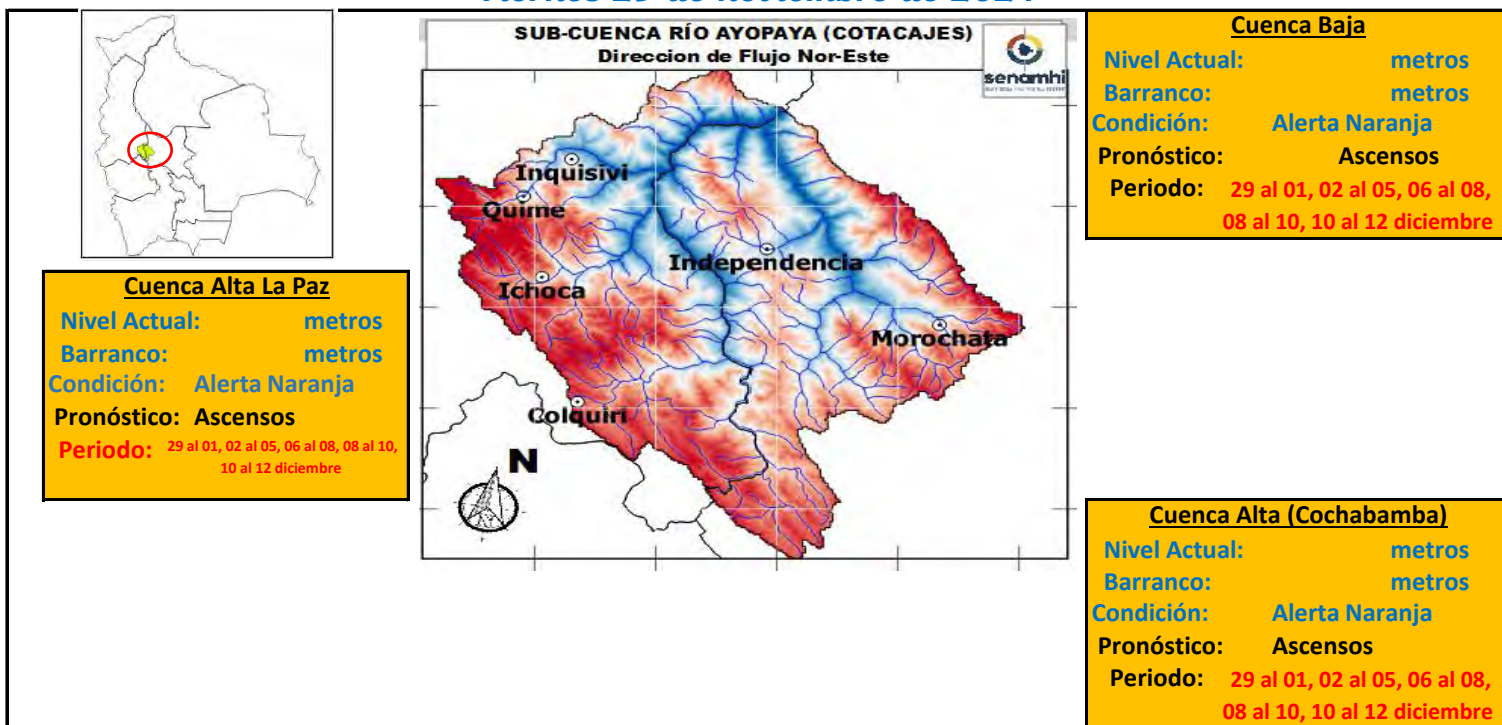 SUB-CUENCA RÍO AYOPAYA (COTACAJES)
Direccion de Flujo Nor-Este
senamhi
Inquisivi
Quime
Independencia
Ichoca
Morochata
Colquiri
N
Cuenca Alta La Paz
Nivel Actual: metros
Barranco: metros
Condición: Alerta Naranja
Pronóstico: Ascensos
Periodo: 29 al 01, 02 al 05, 06 al 08, 08 al 10,
10 al 12 diciembre
Cuenca Baja
Nivel Actual: metros
Barranco: metros
Condición: Alerta Naranja
Pronóstico: Ascensos
Periodo: 29 al 01, 02 al 05, 06 al 08,
08 al 10, 10 al 12 diciembre
Cuenca Alta (Cochabamba)
Nivel Actual: metros
Barranco: metros
Condición: Alerta Naranja
Pronóstico: Ascensos
Periodo: 29 al 01, 02 al 05, 06 al 08,
08 al 10, 10 al 12 diciembre